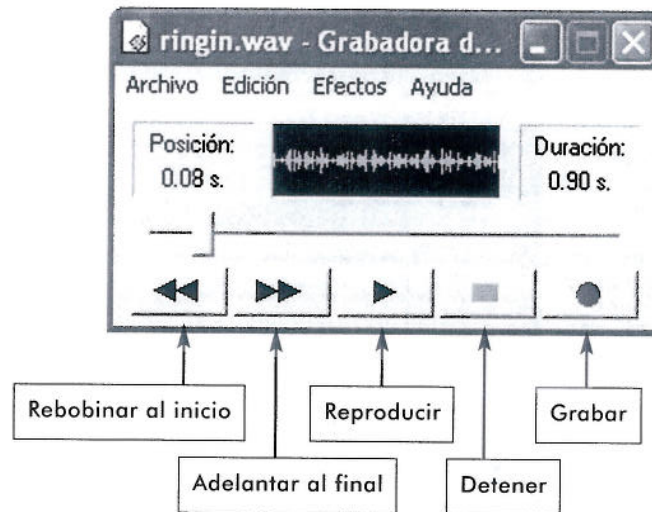 ringin.wav - Grabadora d...
Archivo Edición Efectos Ayuda
Posición:
0.08 s.
Duración:
0.90 s.
Rebobinar al inicio
Reproducir
Grabar
Adelantar al final
Detener